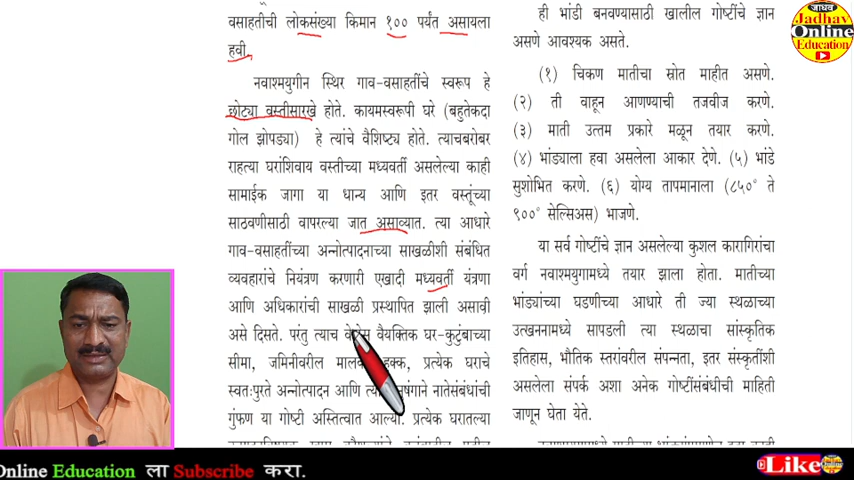 वसाहतीची लोकसंख्या किमान १०० पर्यंत असायला
हवी.
नवाश्मयुगीन स्थिर गाव-वसाहतींचे स्वरूप हे
छोट्या वस्तीसारखे होते. कायमस्वरूपी घरे (बहुतेकदा
गोल झोपड्या) हे त्यांचे वैशिष्ट्य होते. त्याचबरोबर
राहत्या घरांशिवाय वस्तीच्या मध्यवर्ती असलेल्या काही
सामाईक जागा या धान्य आणि इतर वस्तूंच्या
साठवणीसाठी वापरल्या जात असाव्यात. त्या आधारे
गाव-वसाहतींच्या अन्नोत्पादनाच्या साखळीशी संबंधित
व्यवहारांचे नियंत्रण करणारी एखादी मध्यवर्ती यंत्रणा
आणि अधिकारांची साखळी प्रस्थापित झाली असावी
असे दिसते. परंतु त्याच वेळेस वैयक्तिक घर-कुटुंबाच्या
सीमा, जमिनीवरील हक्क, प्रत्येक घराचे
स्वतःपुरते अन्नोत्पादन आणि नातेसंबंधांची
गुंफण या गोष्टी अस्तित्वात आल्या. प्रत्येक घरातल्या
ही भांडी बनवण्यासाठी खालील गोष्टींचे ज्ञान
असणे आवश्यक असते.
(१) चिकण मातीचा स्रोत माहीत असणे.
(२) ती वाहून आणण्याची तजवीज करणे.
(३) माती उत्तम प्रकारे मळून तयार करणे.
(४) भांड्याला हवा असलेला आकार देणे. (५) भांडे
सुशोभित करणे. (६) योग्य तापमानाला (८५०° ते
९००° सेल्सिअस) भाजणे.
या सर्व गोष्टींचे ज्ञान असलेल्या कुशल कारागिरांचा
वर्ग नवाश्मयुगामध्ये तयार झाला होता. मातीच्या
भांड्यांच्या घडणीच्या आधारे ती ज्या स्थळाच्या
उत्खननामध्ये सापडली त्या स्थळाचा सांस्कृतिक
इतिहास, भौतिक स्तरांवरील संपन्नता, इतर संस्कृतींशी
असलेला संपर्क अशा अनेक गोष्टींसंबंधीची माहिती
जाणून घेता येते.
जाधव
Jadhav
Online
Education
Online Education ला Subscribe करा.
Like